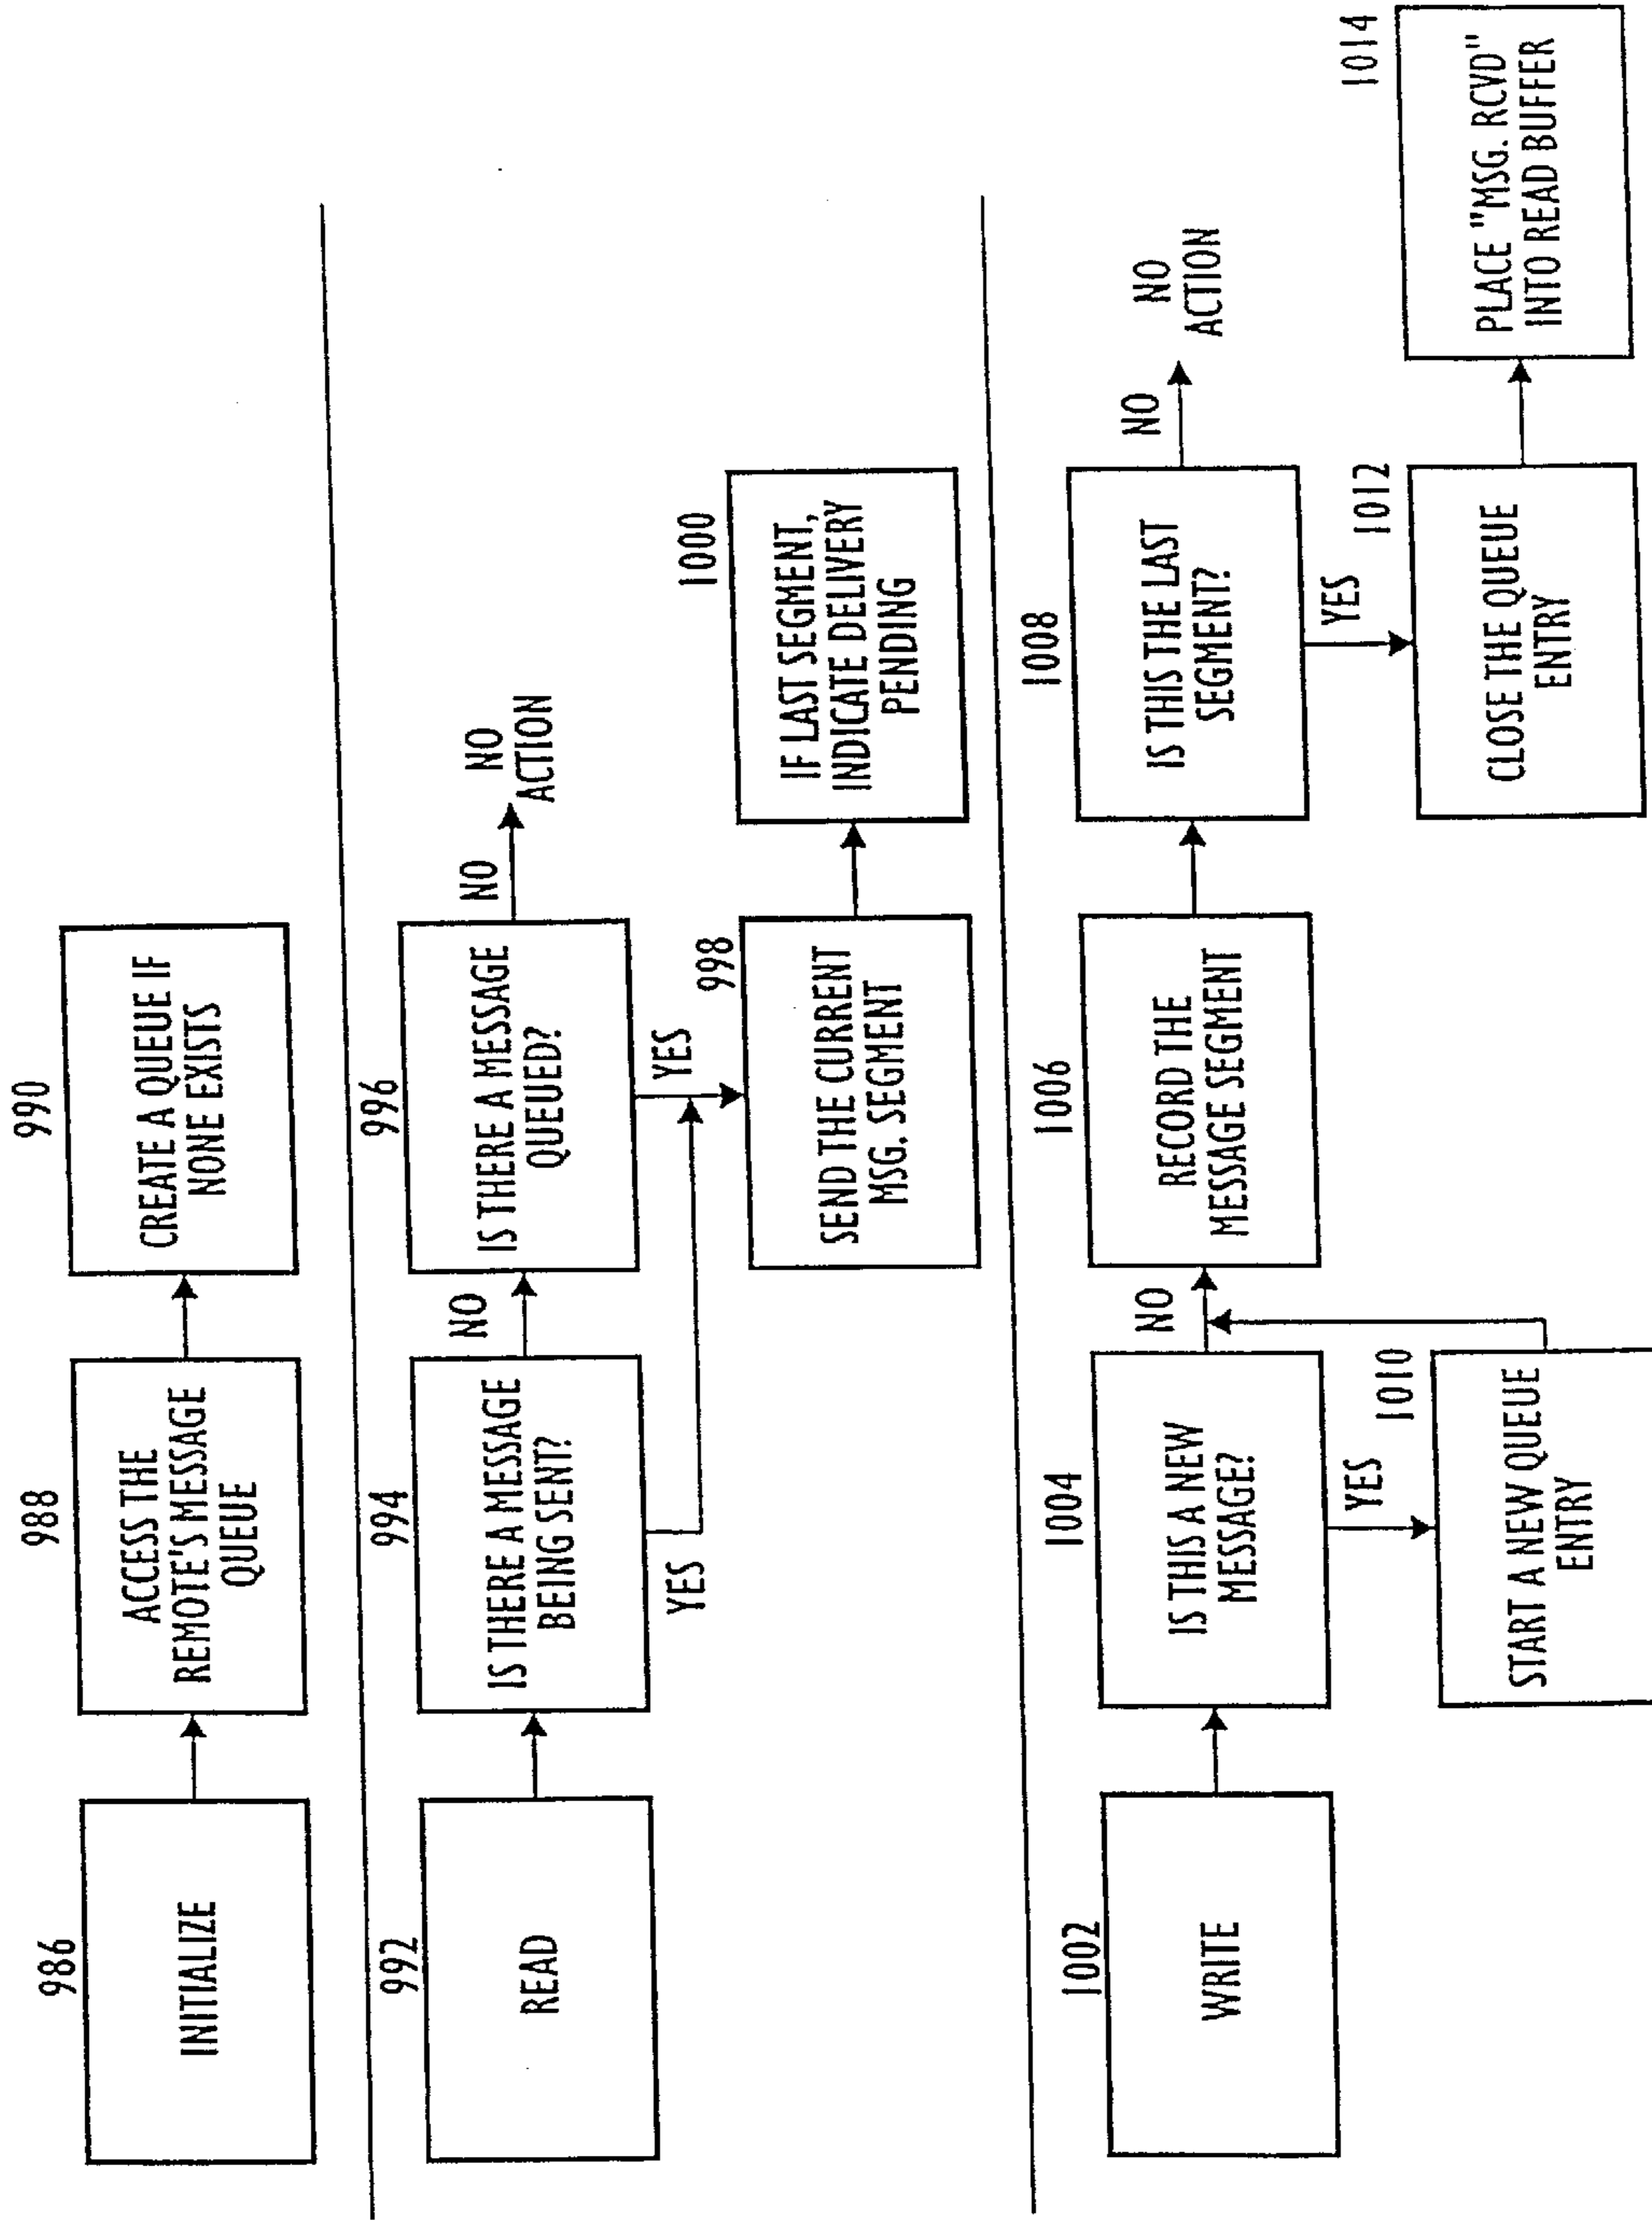 986
INITIALIZE
988
ACCESS THE
REMOTE'S MESSAGE
QUEUE
990
CREATE A QUEUE IF
NONE EXISTS
992
READ
994
IS THERE A MESSAGE
BEING SENT?
NO
YES
996
IS THERE A MESSAGE
QUEUED?
NO
NO
ACTION
YES
998
SEND THE CURRENT
MSG. SEGMENT
1000
IF LAST SEGMENT,
INDICATE DELIVERY
PENDING
1002
WRITE
1004
IS THIS A NEW
MESSAGE?
NO
YES
1010
START A NEW QUEUE
ENTRY
1006
RECORD THE
MESSAGE SEGMENT
1008
IS THIS THE LAST
SEGMENT?
NO
NO
ACTION
YES
1012
CLOSE THE QUEUE
ENTRY
1014
PLACE "MSG. RCVD"
INTO READ BUFFER